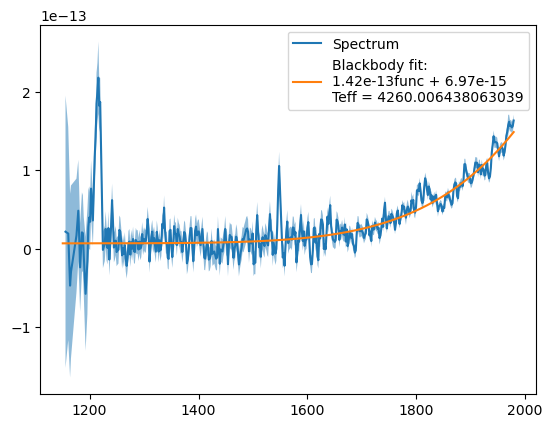 1e−13
Spectrum
Blackbody fit:
1.42e-13func + 6.97e-15
Teff = 4260.006438063039
2
1
0
−1
1200
1400
1600
1800
2000